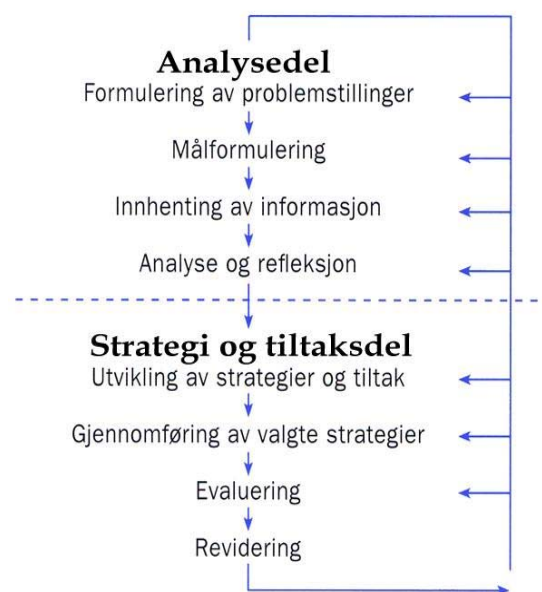 Analysedel
Formulering av problemstillinger
Målformulering
Innhenting av informasjon
Analyse og refleksjon
Strategi og tiltaksdel
Utvikling av strategier og tiltak
Gjennomføring av valgte strategier
Evaluering
Revidering